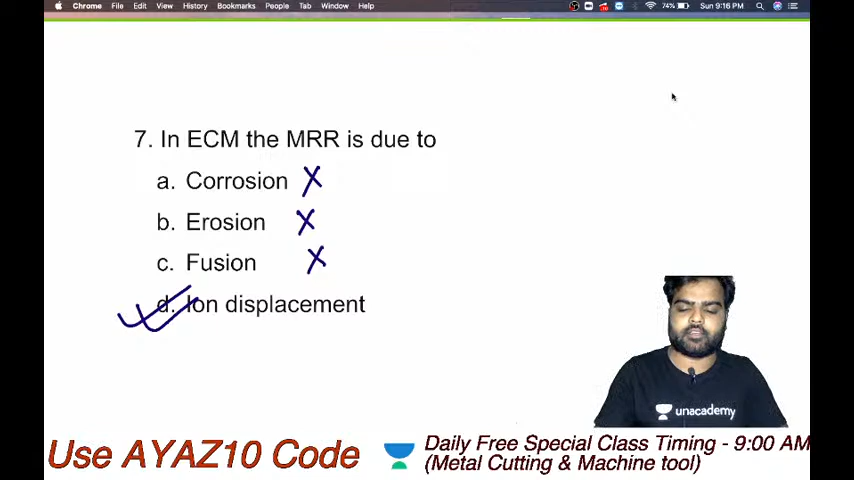 Chrome File Edit View History Bookmarks People Tab Window Help 74% Sun 9:16 PM
7. In ECM the MRR is due to
a. Corrosion X
b. Erosion X
c. Fusion X
d. Ion displacement
unacademy
Use AYAZ10 Code
Daily Free Special Class Timing - 9:00 AM
(Metal Cutting & Machine tool)